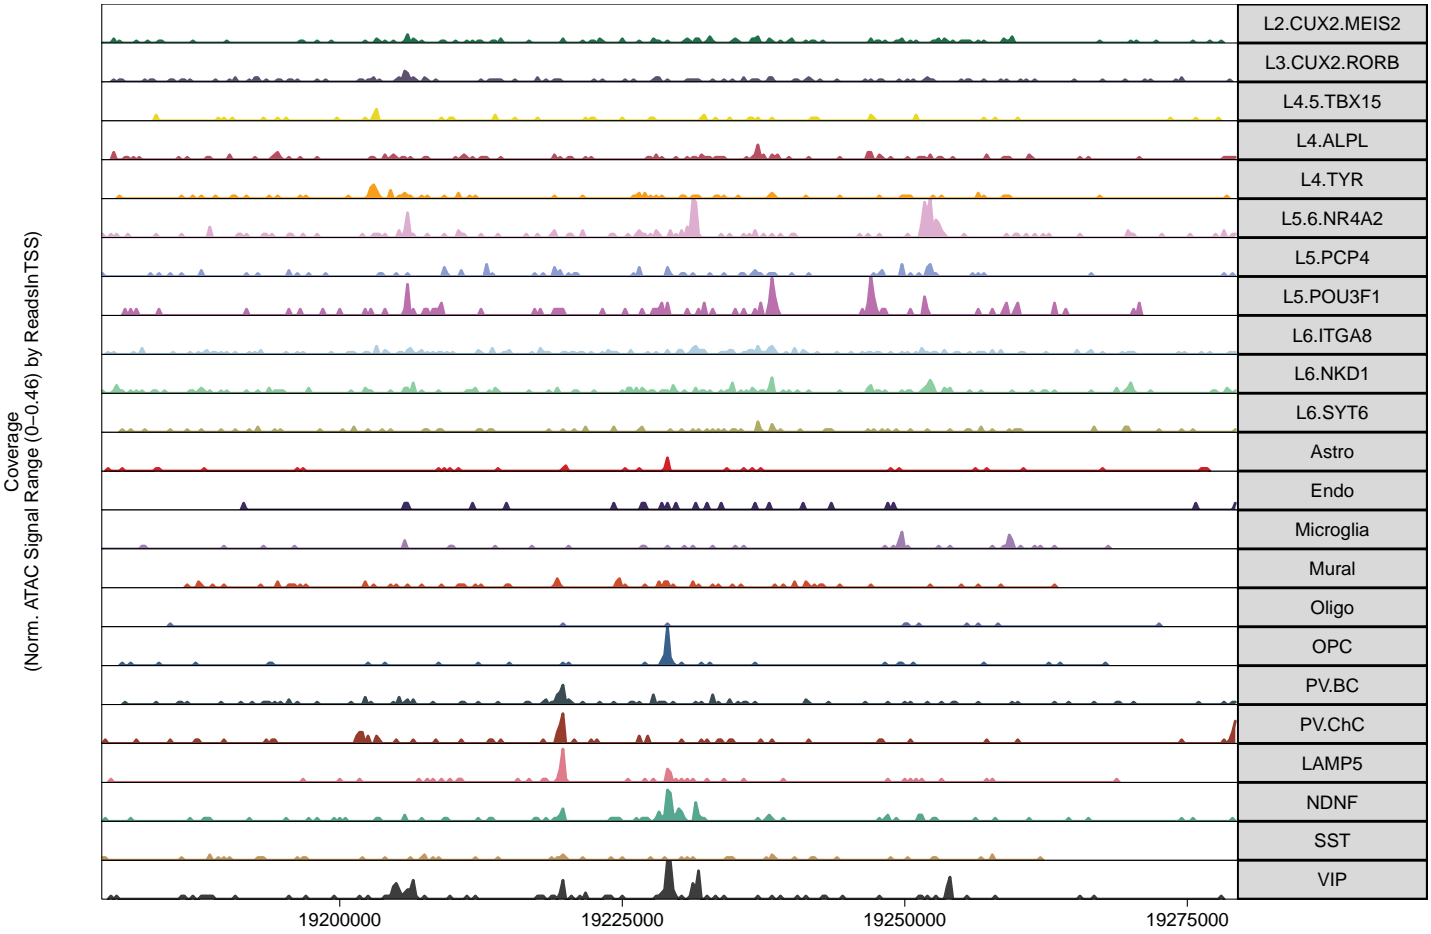 Coverage
(Norm. ATAC Signal Range (0–0.46) by ReadsInTSS)
L2.CUX2.MEIS2
L3.CUX2.RORB
L4.5.TBX15
L4.ALPL
L4.TYR
L5.6.NR4A2
L5.PCP4
L5.POU3F1
L6.ITGA8
L6.NKD1
L6.SYT6
Astro
Endo
Microglia
Mural
Oligo
OPC
PV.BC
PV.ChC
LAMP5
NDNF
SST
VIP
19200000 19225000 19250000 19275000